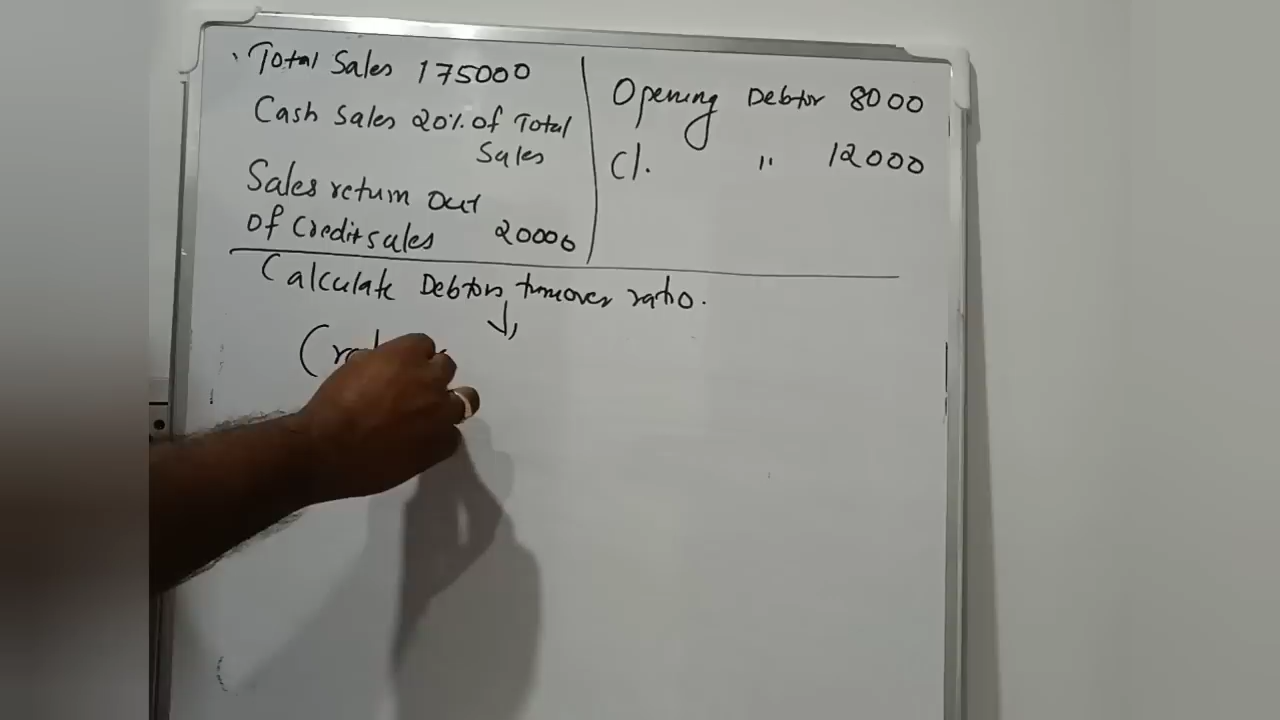 Total Sales 175000
Cash Sales 20% of Total
Sales
Sales return out
of Credit sales 20000
Opening Debtor 8000
Cl. " 12000
Calculate Debtors turnover ratio.